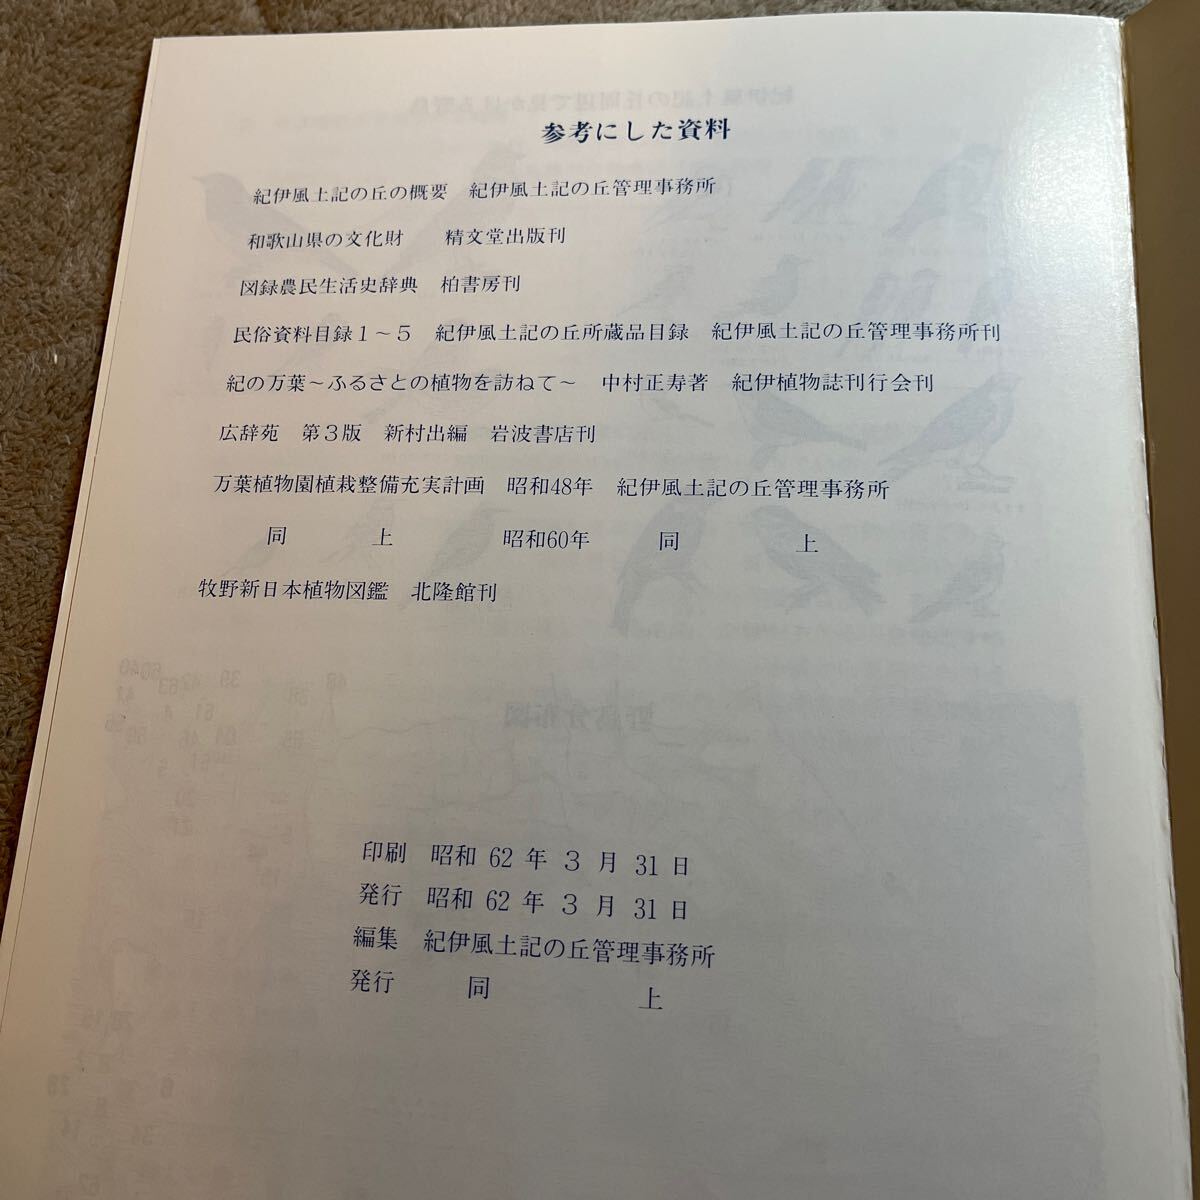 参考にした資料
紀伊風土記の丘の概要　紀伊風土記の丘管理事務所
和歌山県の文化財　　精文堂出版刊
図録農民生活史辞典　柏書房刊
民俗資料目録１～５　紀伊風土記の丘所蔵品目録　紀伊風土記の丘管理事務所刊
紀の万葉～ふるさとの植物を訪ねて～　中村正寿著　紀伊植物誌刊行会刊
広辞苑　第３版　新村出編　岩波書店刊
万葉植物園植栽整備充実計画　昭和48年　紀伊風土記の丘管理事務所
同　　　　上　　　　　昭和60年　　　同　　　　　上
牧野新日本植物図鑑　北隆館刊
印刷　昭和 62 年 3 月 31 日
発行　昭和 62 年 3 月 31 日
編集　紀伊風土記の丘管理事務所
発行　　　同　　　　　　　上